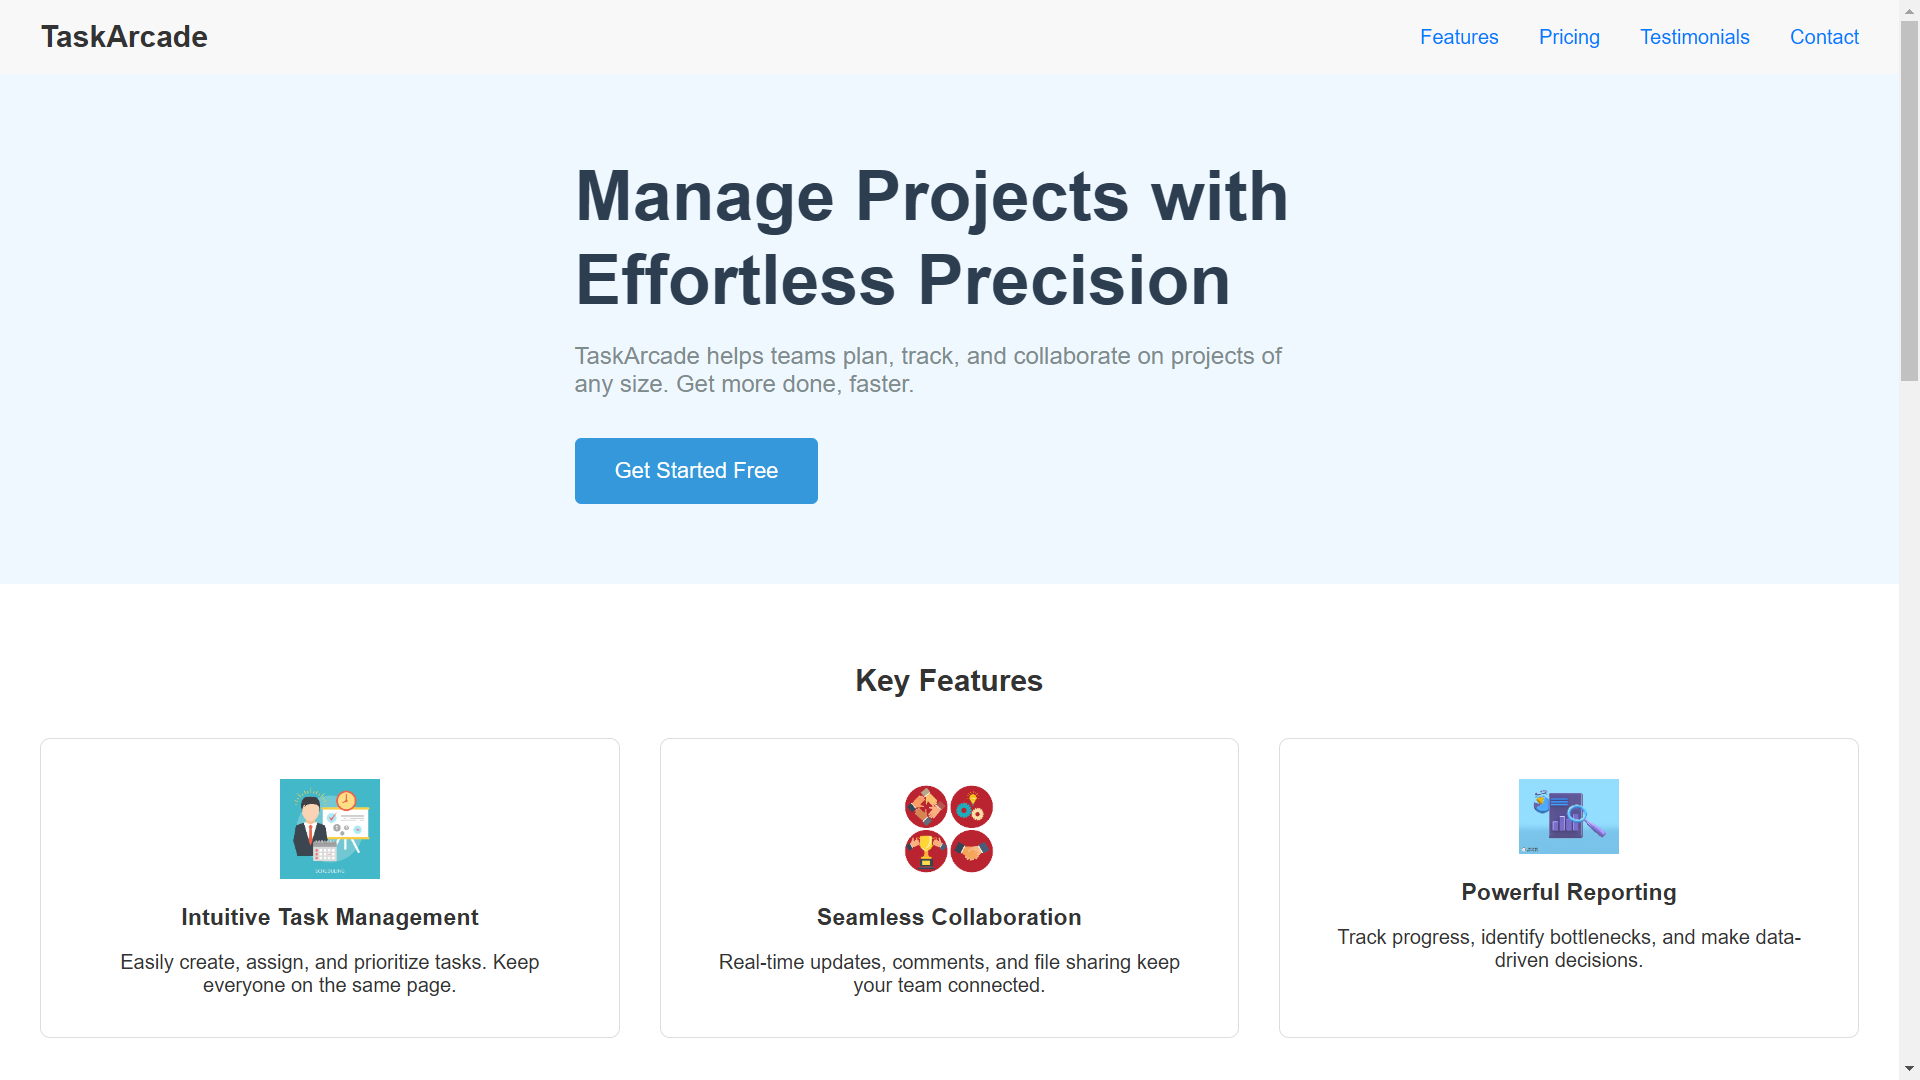 TaskArcade
Features
Pricing
Testimonials
Contact
Manage Projects with
Effortless Precision
TaskArcade helps teams plan, track, and collaborate on projects of
any size. Get more done, faster.
Get Started Free
Key Features
SCHEDULING
Intuitive Task Management
Easily create, assign, and prioritize tasks. Keep
everyone on the same page.
Seamless Collaboration
Real-time updates, comments, and file sharing keep
your team connected.
Powerful Reporting
Track progress, identify bottlenecks, and make data-
driven decisions.